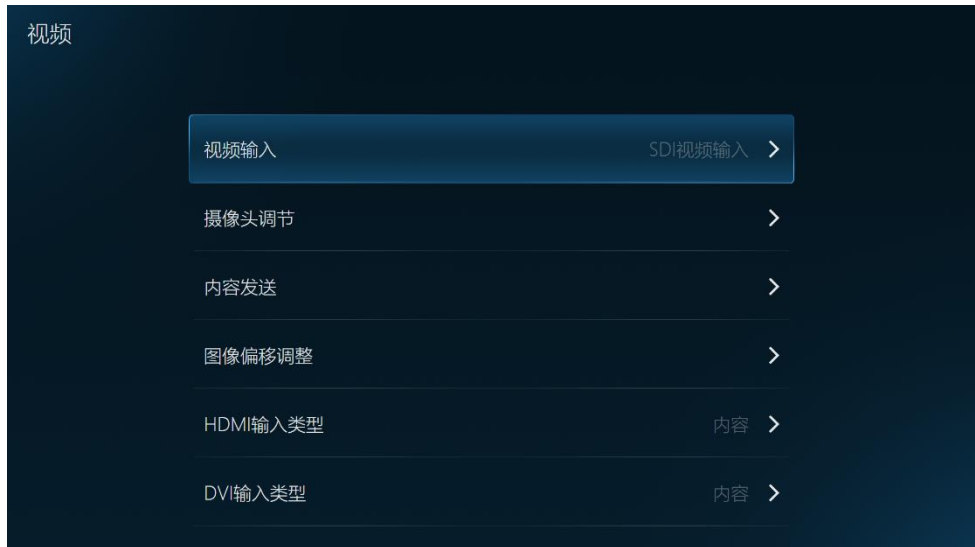 视频
视频输入 SDI视频输入
摄像头调节
内容发送
图像偏移调整
HDMI输入类型 内容
DVI输入类型 内容